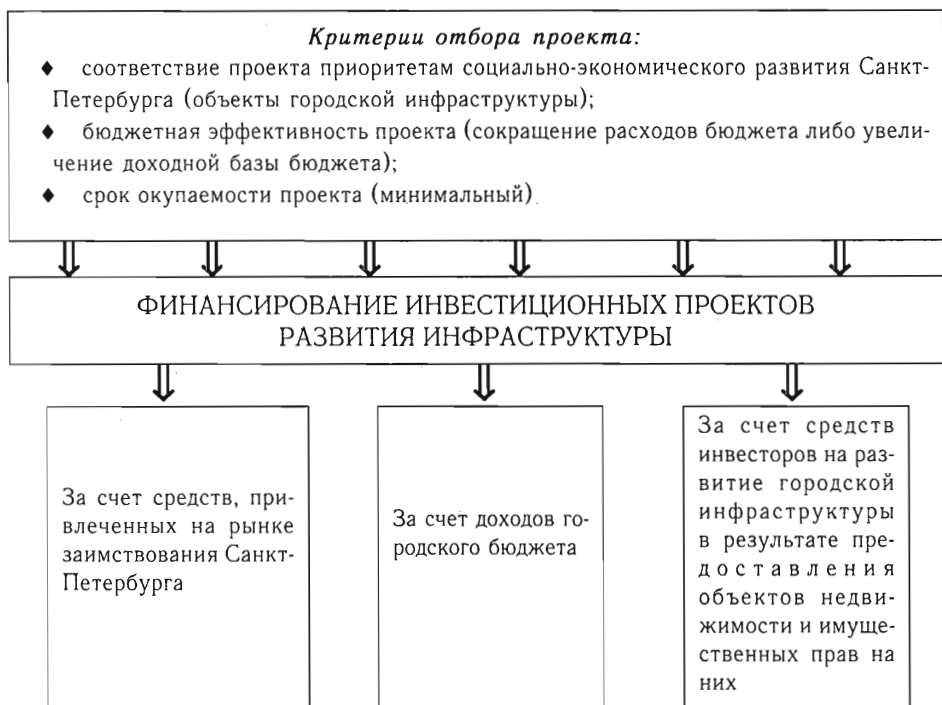 Критерии отбора проекта:
♦ соответствие проекта приоритетам социально-экономического развития Санкт-
Петербурга (объекты городской инфраструктуры);
♦ бюджетная эффективность проекта (сокращение расходов бюджета либо увели-
чение доходной базы бюджета);
♦ срок окупаемости проекта (минимальный)
ФИНАНСИРОВАНИЕ ИНВЕСТИЦИОННЫХ ПРОЕКТОВ
РАЗВИТИЯ ИНФРАСТРУКТУРЫ
За счет средств, при-
влеченных на рынке
заимствования Санкт-
Петербурга
За счет доходов го-
родского бюджета
За счет средств
инвесторов на раз-
витие городской
инфраструктуры
в результате пре-
доставления
объектов недви-
жимости и имуще-
ственных прав на
них